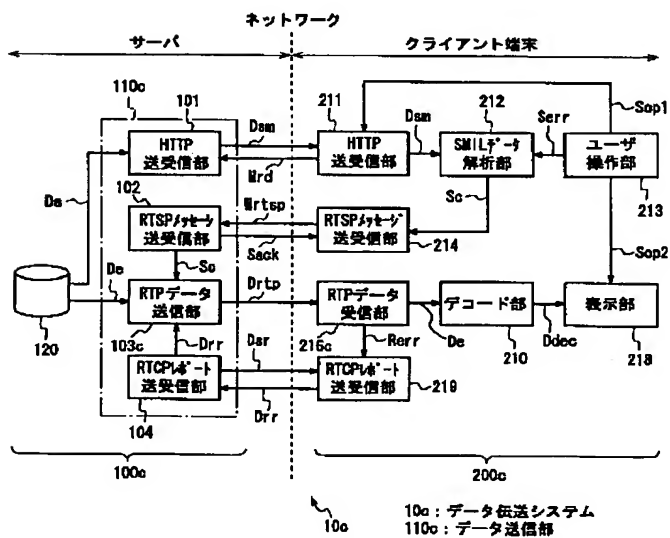 ネットワーク
サーバ
クライアント端末
110c
101
HTTP
送受信部
Dsm
Mrd
211
HTTP
送受信部
Dsm
212
SMILデータ
解析部
Serr
Sop1
ユーザ
操作部
213
Ds
102
RTSPメッセージ
送受信部
Mrtsp
Sack
RTSPメッセージ
送受信部
214
Sc
Sop2
De
120
Sc
RTPデータ
送信部
103c
Drtp
RTPデータ
受信部
216c
De
デコード部
210
Ddec
表示部
218
Drr
RTCPレポート
送受信部
104
Dsr
Drr
Rerr
RTCPレポート
送受信部
219
100c
200c
10c
10c：データ伝送システム
110c：データ送信部